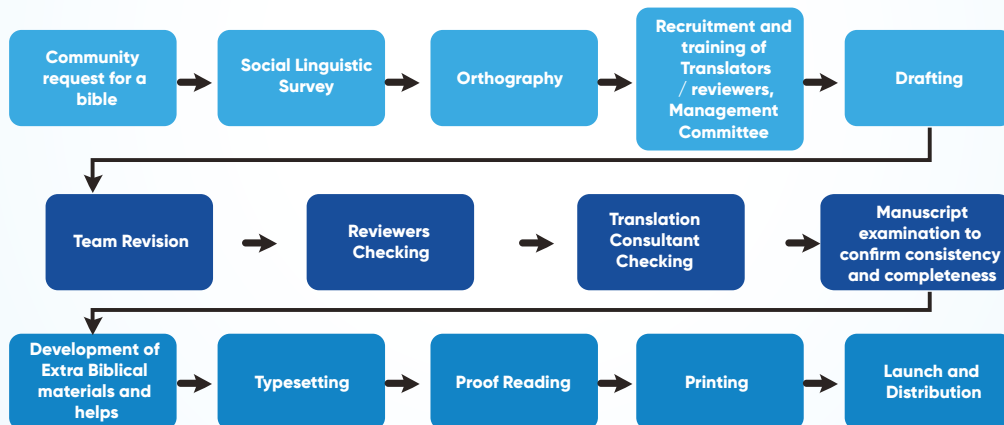 Community
request for a
bible
Social Linguistic
Survey
Orthography
Recruitment and
training of
Translators
/ reviewers,
Management
Committee
Drafting
Team Revision
Reviewers
Checking
Translation
Consultant
Checking
Manuscript
examination to
confirm consistency
and completeness
Development of
Extra Biblical
materials and
helps
Typesetting
Proof Reading
Printing
Launch and
Distribution